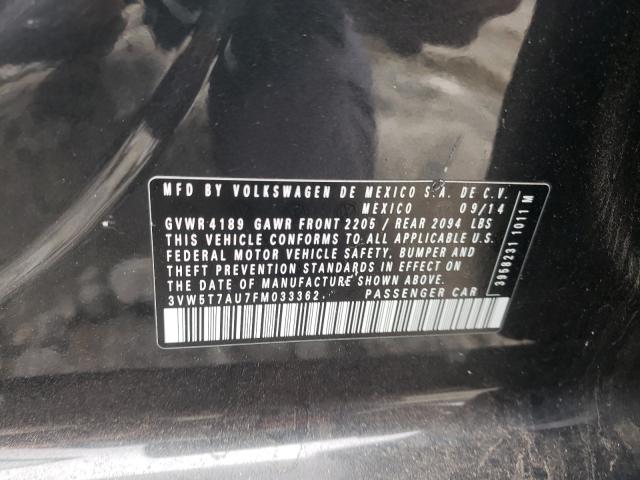 MFD BY VOLKSWAGEN DE MEXICO S.A. DE C.V.
MEXICO 09/14
GVWR 4189 GAWR FRONT 2205 / REAR 2094 LBS
THIS VEHICLE CONFORMS TO ALL APPLICABLE U.S.
FEDERAL MOTOR VEHICLE SAFETY, BUMPER AND
THEFT PREVENTION STANDARDS IN EFFECT ON
THE DATE OF MANUFACTURE SHOWN ABOVE.
3VW5T7AU7FM033362. PASSENGER CAR
3968231 1011 M